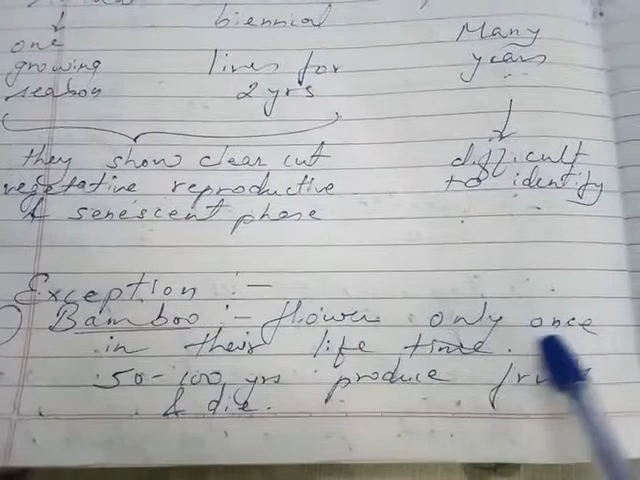 biennial
Many
one
growing
lives for
years
season
2 yrs
they show clear cut
difficult
vegetative reproductive
to identify
& senescent phase
Exception :-
Bamboo :- flower only once
in their life time.
50-100 yrs produce
& die.